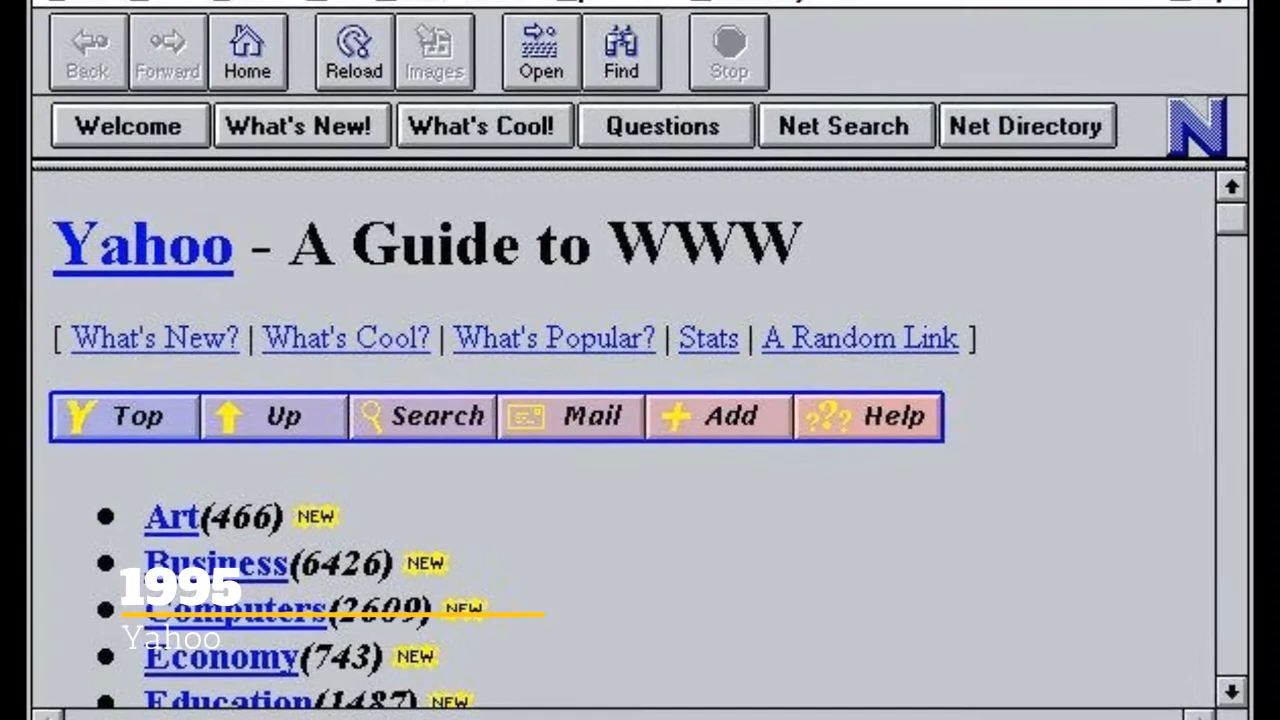 Back Forward Home Reload Images Open Find Stop
Welcome What's New! What's Cool! Questions Net Search Net Directory
N
Yahoo - A Guide to WWW
[ What's New? | What's Cool? | What's Popular? | Stats | A Random Link ]
Y Top Up Search Mail Add ??? Help
Art(466) NEW
Business(6426) NEW
1995
Computers(2609) NEW
Yahoo
Economy(743) NEW
Education(1487) NEW